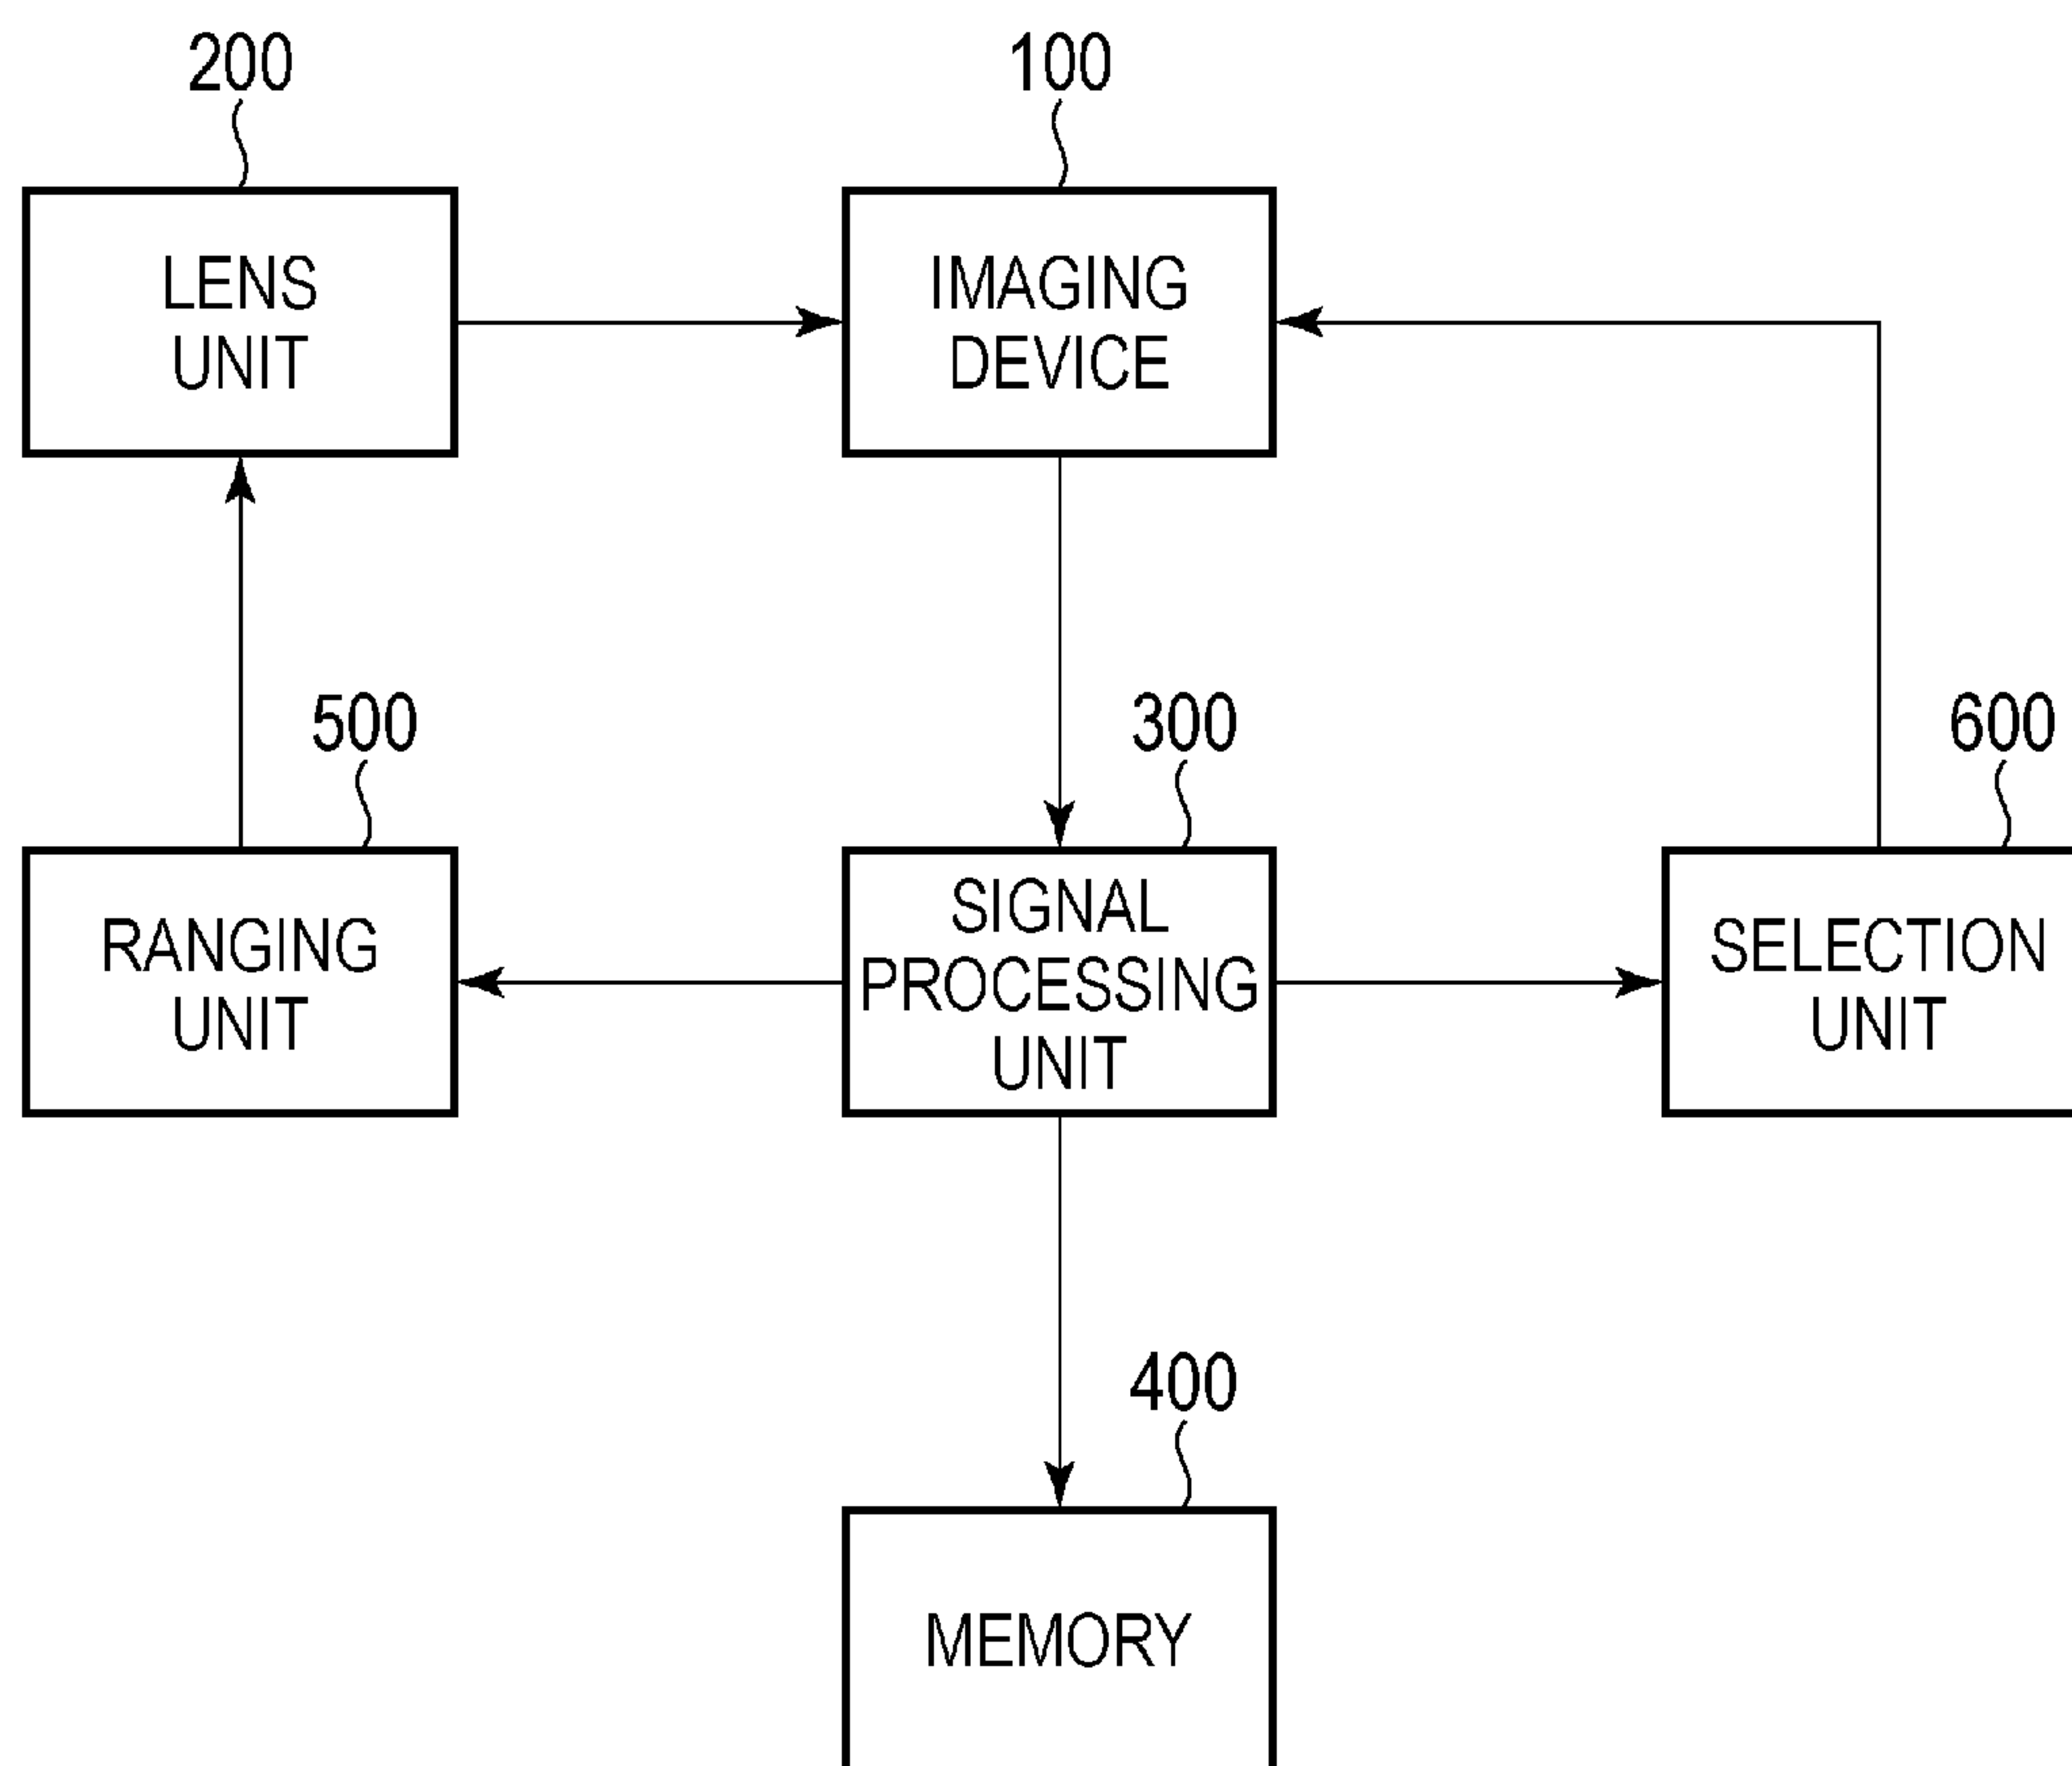 200
100
LENS
UNIT
IMAGING
DEVICE
500
300
600
RANGING
UNIT
SIGNAL
PROCESSING
UNIT
SELECTION
UNIT
400
MEMORY